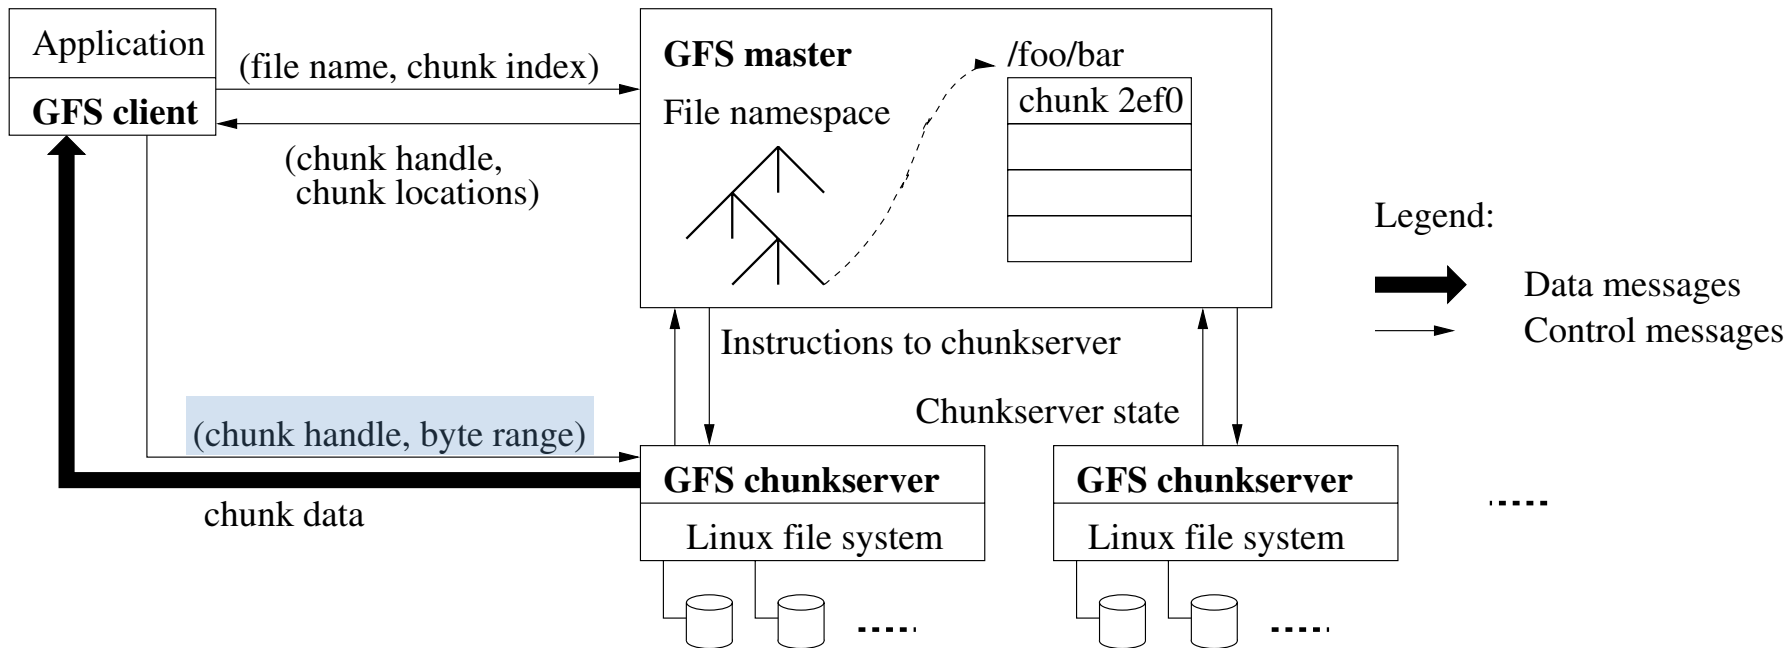 Application
GFS client
(file name, chunk index)
(chunk handle,
chunk locations)
GFS master
File namespace
/foo/bar
chunk 2ef0
Legend:
Data messages
Control messages
Instructions to chunkserver
Chunkserver state
(chunk handle, byte range)
chunk data
GFS chunkserver
Linux file system
GFS chunkserver
Linux file system